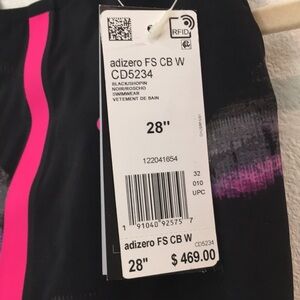 RFID
adizero FS CB W
CD5234
BLACK/SHOPIN
NOIR/ROSCHO
SWIMWEAR
VETEMENT DE BAIN
28"
122041654
32
010
UPC
1 91040 92575 7
adizero FS CB W CD5234
28" $ 469.00